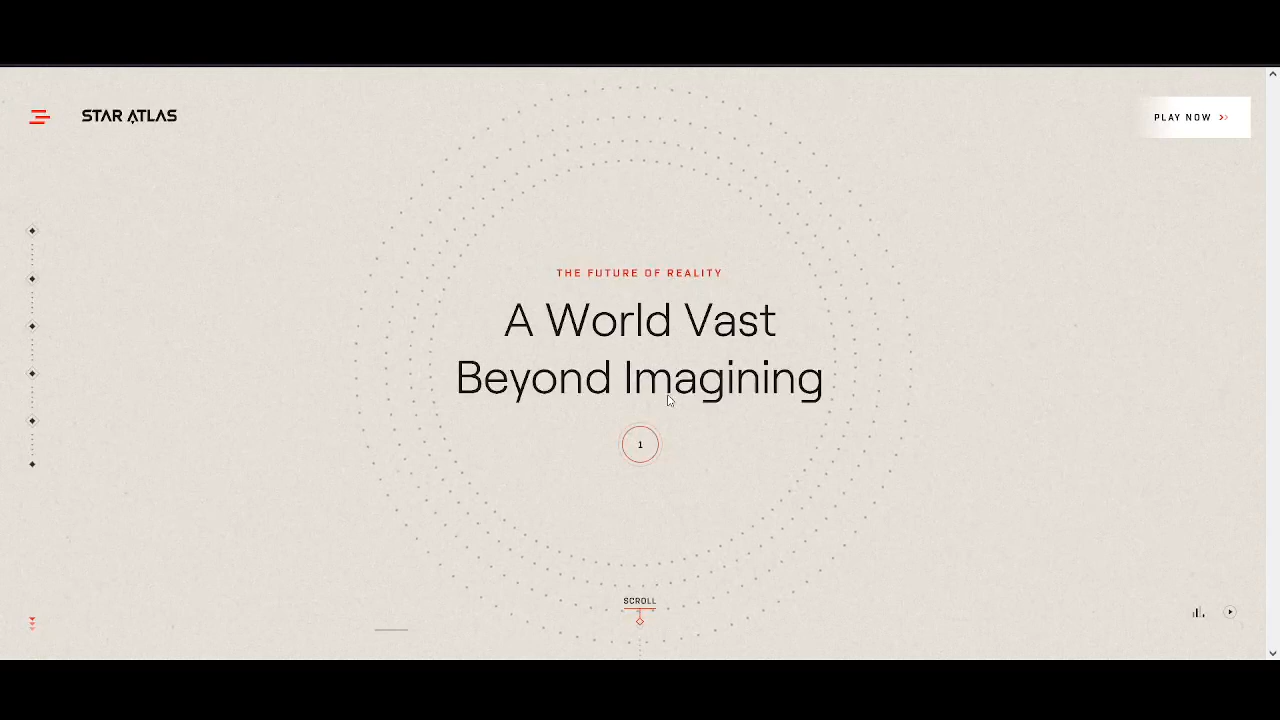 STAR ATLAS
PLAY NOW
THE FUTURE OF REALITY
A World Vast
Beyond Imagining
1
SCROLL